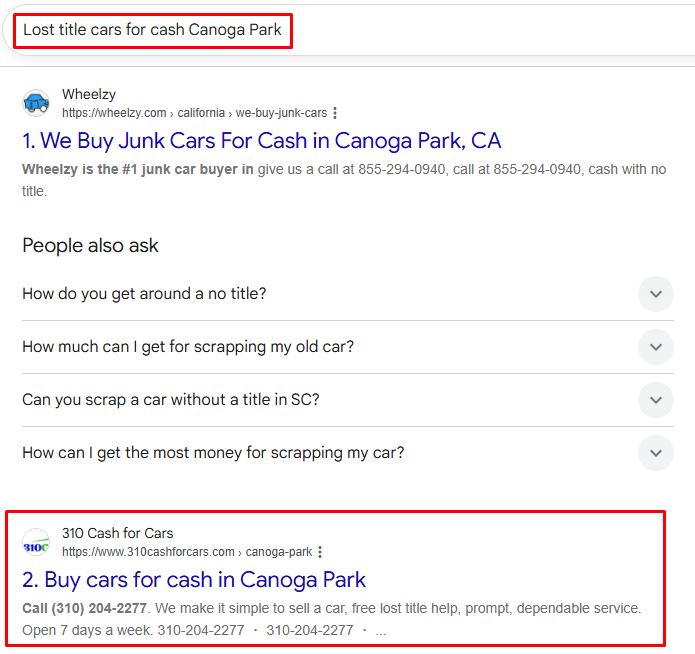 Lost title cars for cash Canoga Park
Wheelzy
https://wheelzy.com › california › we-buy-junk-cars
1. We Buy Junk Cars For Cash in Canoga Park, CA
Wheelzy is the #1 junk car buyer in give us a call at 855-294-0940, call at 855-294-0940, cash with no
title.
People also ask
How do you get around a no title?
How much can I get for scrapping my old car?
Can you scrap a car without a title in SC?
How can I get the most money for scrapping my car?
310 Cash for Cars
310C
https://www.310cashforcars.com › canoga-park
2. Buy cars for cash in Canoga Park
Call (310) 204-2277. We make it simple to sell a car, free lost title help, prompt, dependable service.
Open 7 days a week. 310-204-2277 · 310-204-2277 · ...